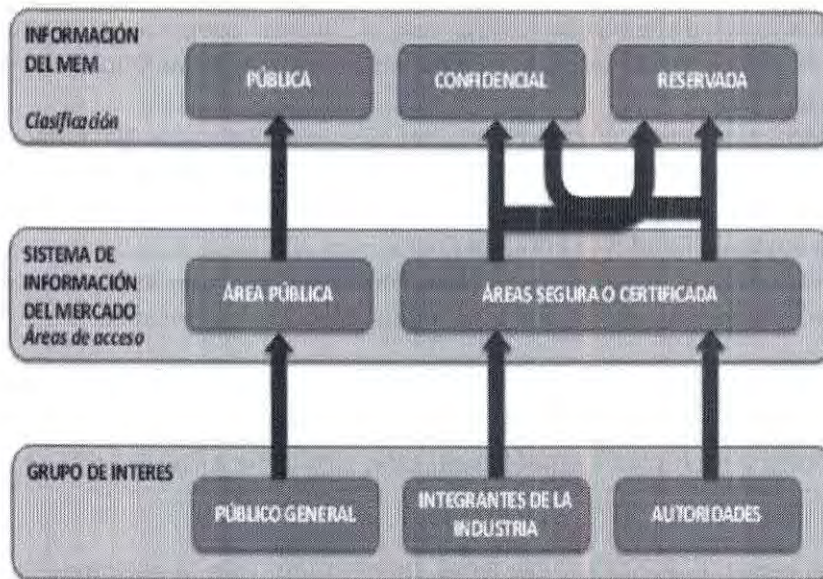 INFORMACIÓN
DEL MEM
Clasificación
PÚBLICA
CONFIDENCIAL
RESERVADA
SISTEMA DE
INFORMACIÓN
DEL MERCADO
Áreas de acceso
ÁREA PÚBLICA
ÁREAS SEGURA O CERTIFICADA
GRUPO DE INTERES
PÚBLICO GENERAL
INTEGRANTES DE LA
INDUSTRIA
AUTORIDADES